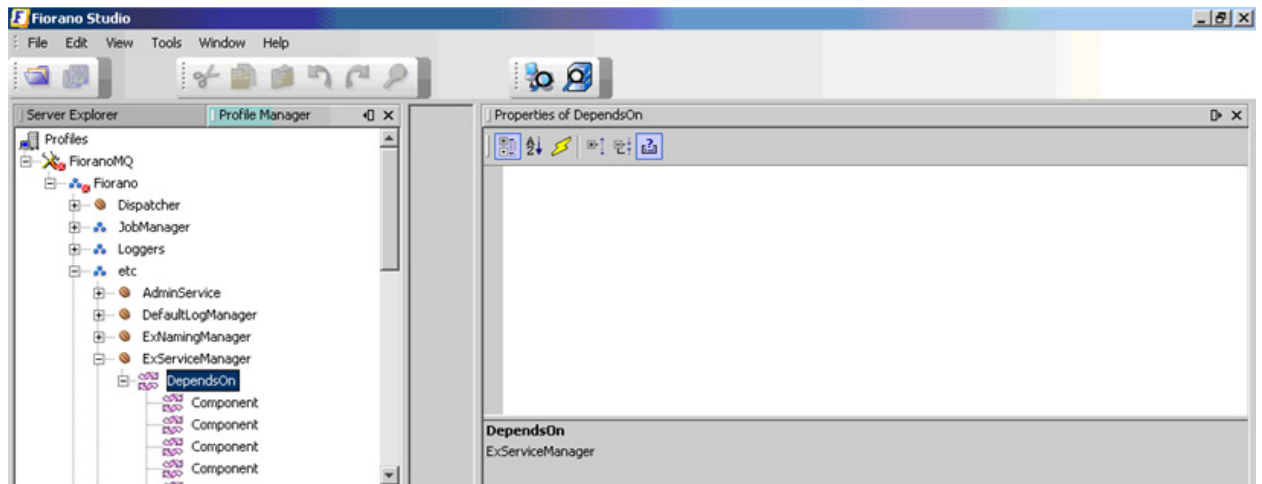 Fiorano Studio
File Edit View Tools Window Help
Server Explorer Profile Manager
Properties of DependsOn
Profiles
FioranoMQ
Fiorano
Dispatcher
JobManager
Loggers
etc
AdminService
DefaultLogManager
ExNamingManager
ExServiceManager
DependsOn
Component
Component
Component
Component
DependsOn
ExServiceManager